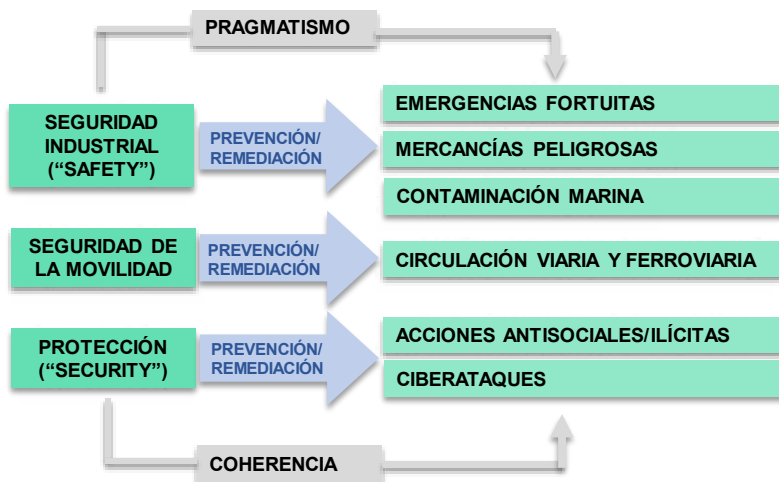 PRAGMATISMO
SEGURIDAD
INDUSTRIAL
(“SAFETY”)
PREVENCIÓN/
REMEDIACIÓN
EMERGENCIAS FORTUITAS
MERCANCÍAS PELIGROSAS
CONTAMINACIÓN MARINA
SEGURIDAD DE
LA MOVILIDAD
PREVENCIÓN/
REMEDIACIÓN
CIRCULACIÓN VIARIA Y FERROVIARIA
PROTECCIÓN
(“SECURITY”)
PREVENCIÓN/
REMEDIACIÓN
ACCIONES ANTISOCIALES/ILÍCITAS
CIBERATAQUES
COHERENCIA